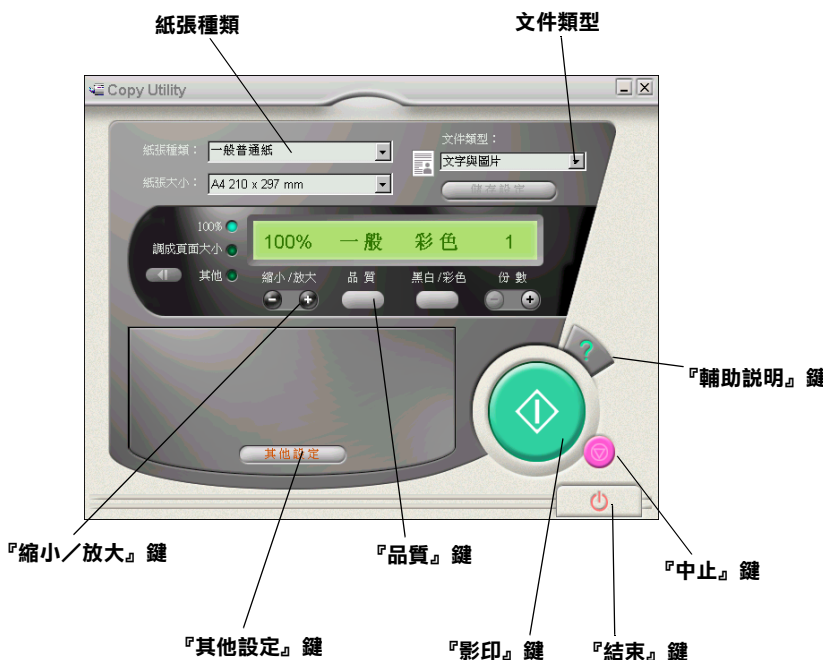 紙張種類
文件類型
Copy Utility
紙張種類：
一般普通紙
文件類型：
文字與圖片
紙張大小：
A4 210 x 297 mm
儲存設定
100%
調成頁面大小
其他
100% 一般 彩色 1
縮小/放大 品質 黑白/彩色 份數
其他設定
『輔助説明』鍵
『縮小／放大』鍵
『品質』鍵
『中止』鍵
『其他設定』鍵
『影印』鍵
『結束』鍵